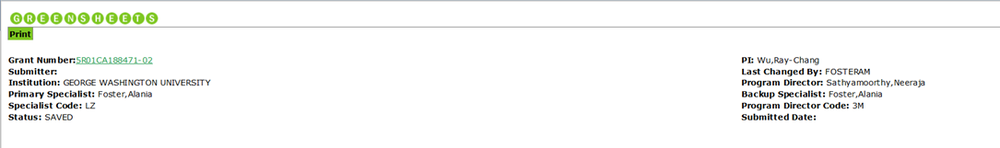 GREENSHEETS
Print
Grant Number:5R01CA188471-02
Submitter:
Institution: GEORGE WASHINGTON UNIVERSITY
Primary Specialist: Foster,Alania
Specialist Code: LZ
Status: SAVED
PI: Wu,Ray-Chang
Last Changed By: FOSTERAM
Program Director: Sathyamoorthy, Neeraja
Backup Specialist: Foster,Alania
Program Director Code: 3M
Submitted Date: